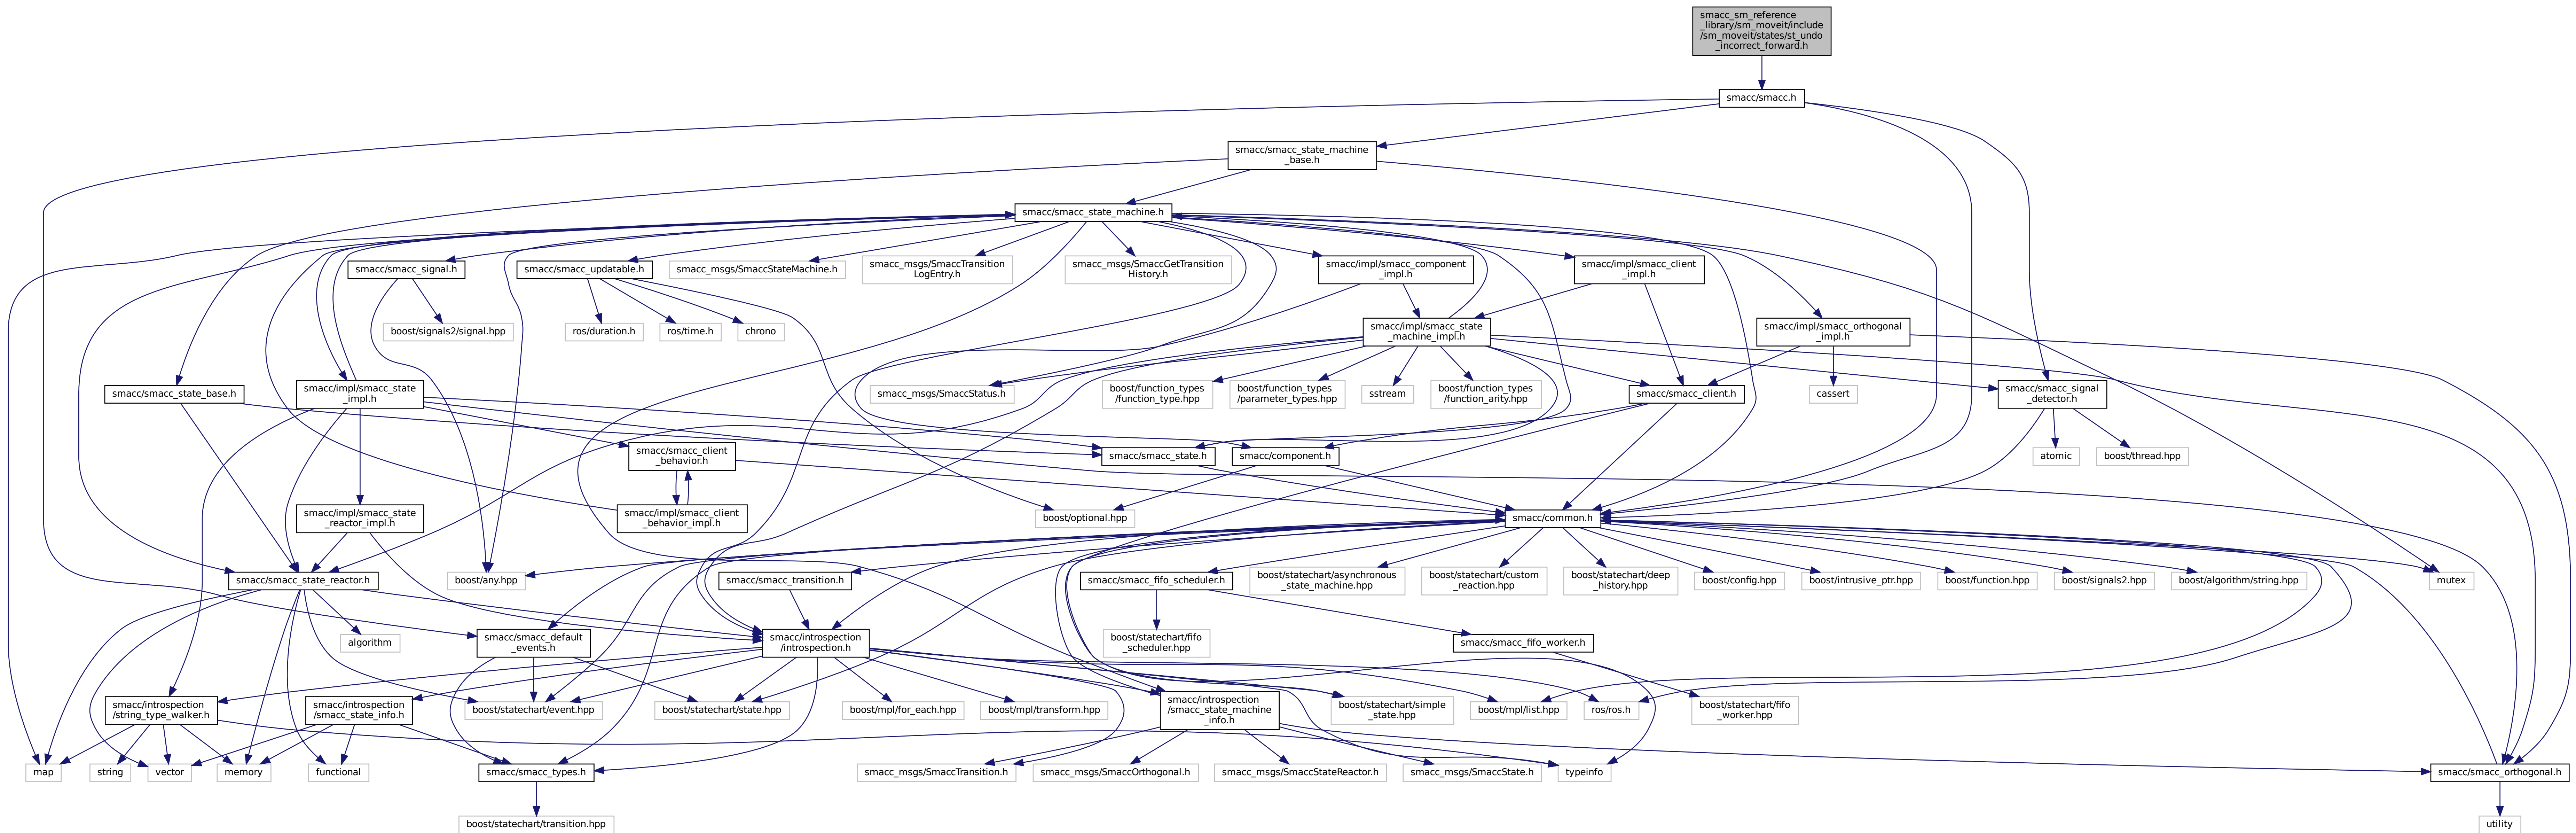 smacc_sm_reference
_library/sm_moveit/include
/sm_moveit/states/st_undo
_incorrect_forward.h
smacc/smacc.h
smacc/smacc_state_machine
_base.h
smacc/smacc_state_machine.h
smacc/smacc_signal.h
smacc/smacc_updatable.h
smacc_msgs/SmaccStateMachine.h
smacc_msgs/SmaccTransition
LogEntry.h
smacc_msgs/SmaccGetTransition
History.h
smacc/impl/smacc_component
_impl.h
smacc/impl/smacc_client
_impl.h
boost/signals2/signal.hpp
ros/duration.h
ros/time.h
chrono
smacc/impl/smacc_state
_machine_impl.h
smacc/impl/smacc_orthogonal
_impl.h
smacc/smacc_state_base.h
smacc/impl/smacc_state
_impl.h
smacc_msgs/SmaccStatus.h
boost/function_types
/function_type.hpp
boost/function_types
/parameter_types.hpp
sstream
boost/function_types
/function_arity.hpp
smacc/smacc_client.h
cassert
smacc/smacc_signal
_detector.h
smacc/smacc_client
_behavior.h
smacc/smacc_state.h
smacc/component.h
atomic
boost/thread.hpp
smacc/impl/smacc_state
_reactor_impl.h
smacc/impl/smacc_client
_behavior_impl.h
boost/optional.hpp
smacc/common.h
smacc/smacc_state_reactor.h
boost/any.hpp
smacc/smacc_transition.h
smacc/smacc_fifo_scheduler.h
boost/statechart/asynchronous
_state_machine.hpp
boost/statechart/custom
_reaction.hpp
boost/statechart/deep
_history.hpp
boost/config.hpp
boost/intrusive_ptr.hpp
boost/function.hpp
boost/signals2.hpp
boost/algorithm/string.hpp
mutex
algorithm
smacc/smacc_default
_events.h
smacc/introspection
/introspection.h
boost/statechart/fifo
_scheduler.hpp
smacc/smacc_fifo_worker.h
smacc/introspection
/string_type_walker.h
smacc/introspection
/smacc_state_info.h
boost/statechart/event.hpp
boost/statechart/state.hpp
boost/mpl/for_each.hpp
boost/mpl/transform.hpp
smacc/introspection
/smacc_state_machine
_info.h
boost/statechart/simple
_state.hpp
boost/mpl/list.hpp
ros/ros.h
boost/statechart/fifo
_worker.hpp
map
string
vector
memory
functional
smacc/smacc_types.h
smacc_msgs/SmaccTransition.h
smacc_msgs/SmaccOrthogonal.h
smacc_msgs/SmaccStateReactor.h
smacc_msgs/SmaccState.h
typeinfo
smacc/smacc_orthogonal.h
boost/statechart/transition.hpp
utility